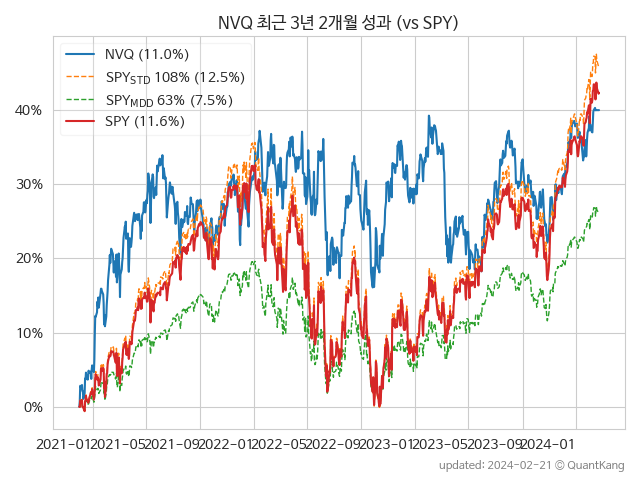 NVQ 최근 3년 2개월 성과 (vs SPY)
NVQ (11.0%)
SPY_STD 108% (12.5%)
SPY_MDD 63% (7.5%)
SPY (11.6%)
40%
30%
20%
10%
0%
2021-01 2021-05 2021-09 2022-01 2022-05 2022-09 2023-01 2023-05 2023-09 2024-01
updated: 2024-02-21 © QuantKang